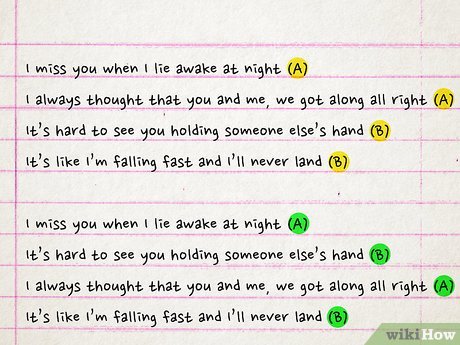 I miss you when I lie awake at night (A)
I always thought that you and me, we got along all right (A)
It's hard to see you holding someone else's hand (B)
It's like I'm falling fast and I'll never land (B)
I miss you when I lie awake at night (A)
It's hard to see you holding someone else's hand (B)
I always thought that you and me, we got along all right (A)
It's like I'm falling fast and I'll never land (B)
wikiHow